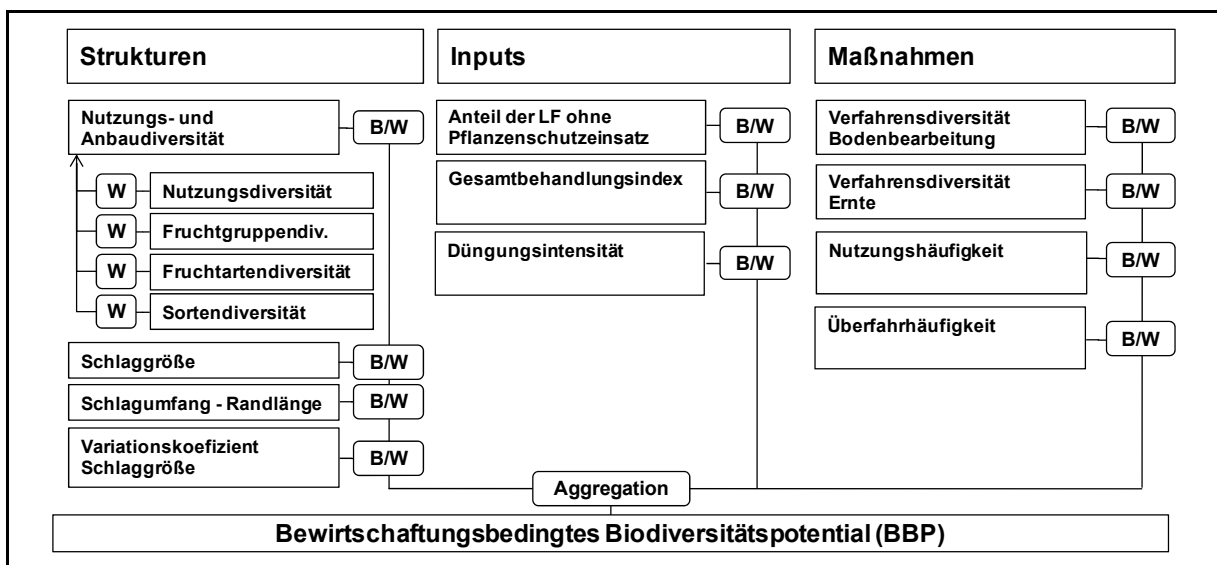 Strukturen
Nutzungs- und
Anbaudiversität
B/W
W
Nutzungsdiversität
W
Fruchtgruppendiv.
W
Fruchtartendiversität
W
Sortendiversität
Schlaggröße
B/W
Schlagumfang - Randlänge
B/W
Variationskoefizient
Schlaggröße
B/W
Inputs
Anteil der LF ohne
Pflanzenschutzeinsatz
B/W
Gesamtbehandlungsindex
B/W
Düngungsintensität
B/W
Maßnahmen
Verfahrensdiversität
Bodenbearbeitung
B/W
Verfahrensdiversität
Ernte
B/W
Nutzungshäufigkeit
B/W
Überfahrhäufigkeit
B/W
Aggregation
Bewirtschaftungsbedingtes Biodiversitätspotential (BBP)